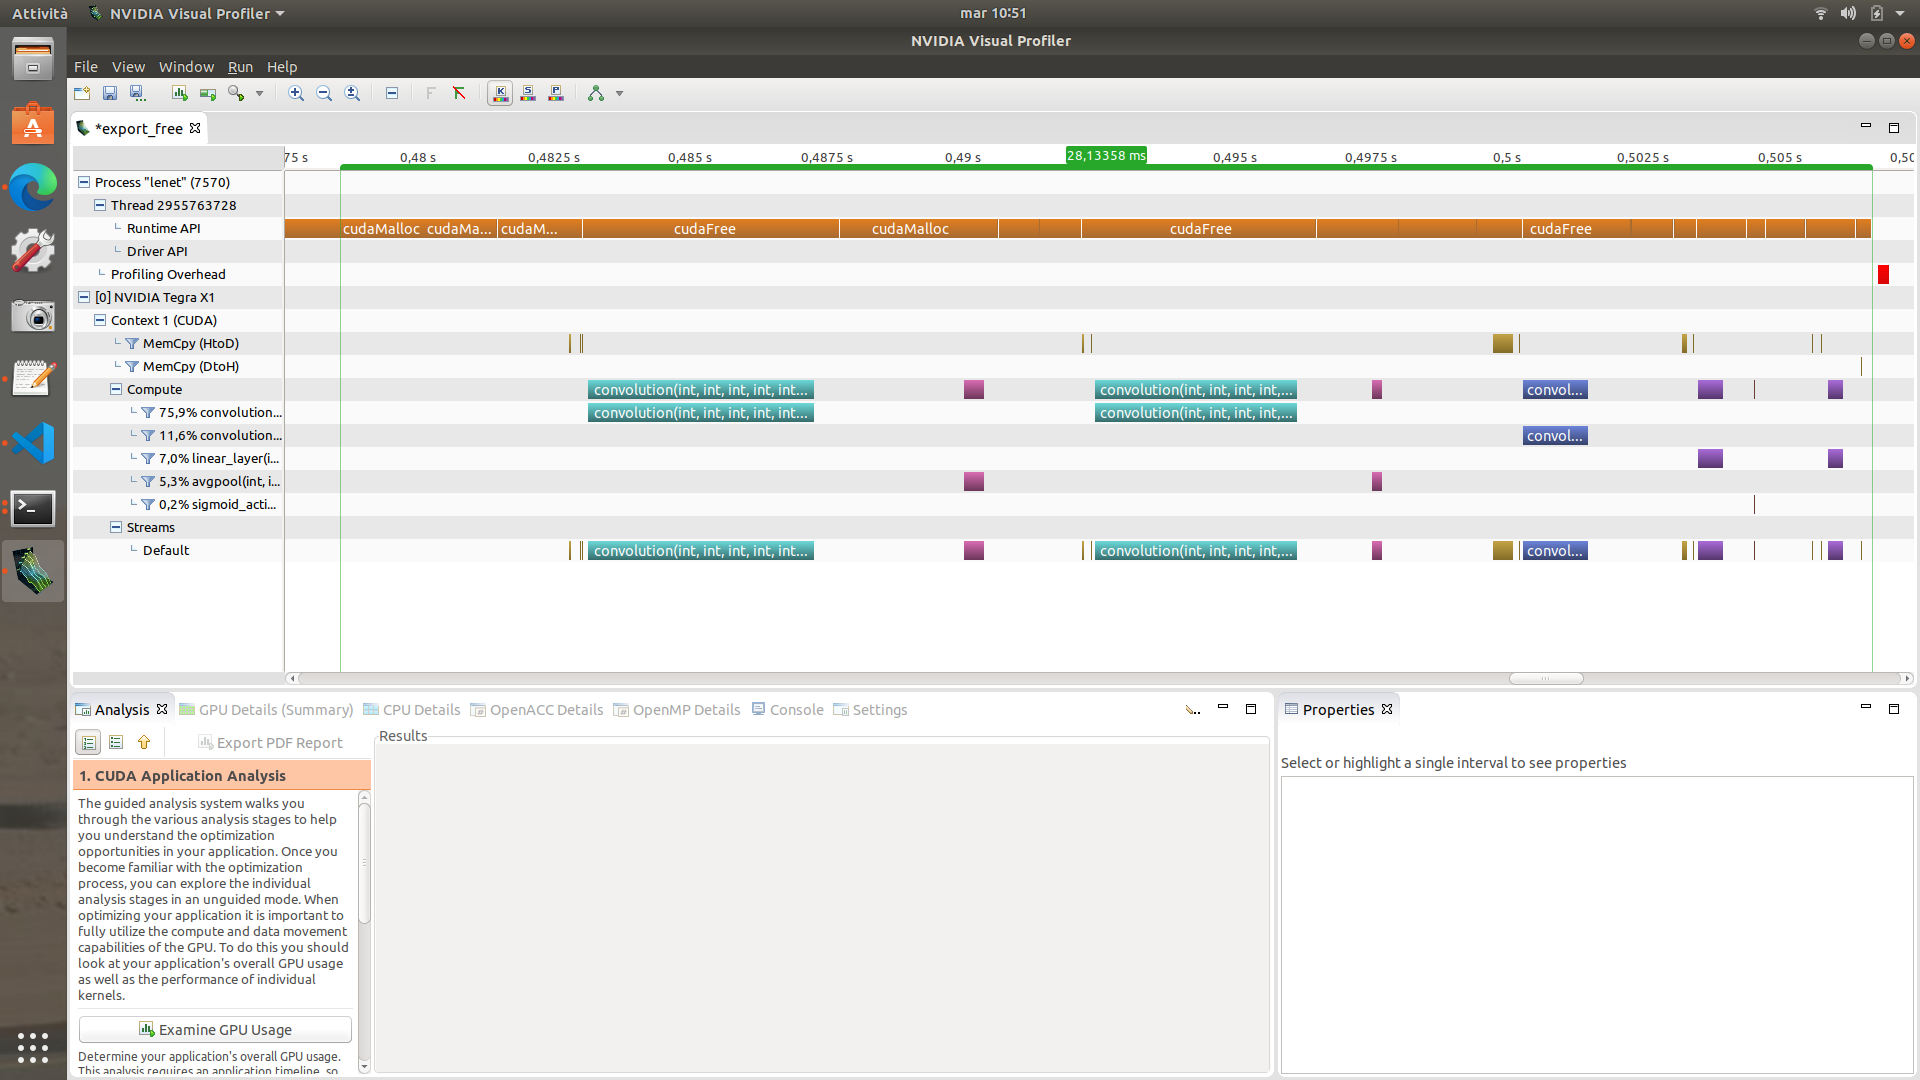 Attività NVIDIA Visual Profiler mar 10:51
NVIDIA Visual Profiler
File View Window Run Help
*export_free
75 s 0,48 s 0,4825 s 0,485 s 0,4875 s 0,49 s 28,13358 ms 0,495 s 0,4975 s 0,5 s 0,5025 s 0,505 s 0,50
Process "lenet" (7570)
Thread 2955763728
Runtime API cudaMalloc cudaMa... cudaM... cudaFree cudaMalloc cudaFree cudaFree
Driver API
Profiling Overhead
[0] NVIDIA Tegra X1
Context 1 (CUDA)
MemCpy (HtoD)
MemCpy (DtoH)
Compute convolution(int, int, int, int, int... convolution(int, int, int, int,... convol...
75,9% convolution... convolution(int, int, int, int, int... convolution(int, int, int, int,...
11,6% convolution... convol...
7,0% linear_layer(i...
5,3% avgpool(int, i...
0,2% sigmoid_acti...
Streams
Default convolution(int, int, int, int, int... convolution(int, int, int, int,... convol...
Analysis GPU Details (Summary) CPU Details OpenACC Details OpenMP Details Console Settings
Export PDF Report
Results
1. CUDA Application Analysis
The guided analysis system walks you
through the various analysis stages to help
you understand the optimization
opportunities in your application. Once you
become familiar with the optimization
process, you can explore the individual
analysis stages in an unguided mode. When
optimizing your application it is important to
fully utilize the compute and data movement
capabilities of the GPU. To do this you should
look at your application's overall GPU usage
as well as the performance of individual
kernels.
Examine GPU Usage
Determine your application's overall GPU usage.
This analysis requires an application timeline, so
Properties
Select or highlight a single interval to see properties